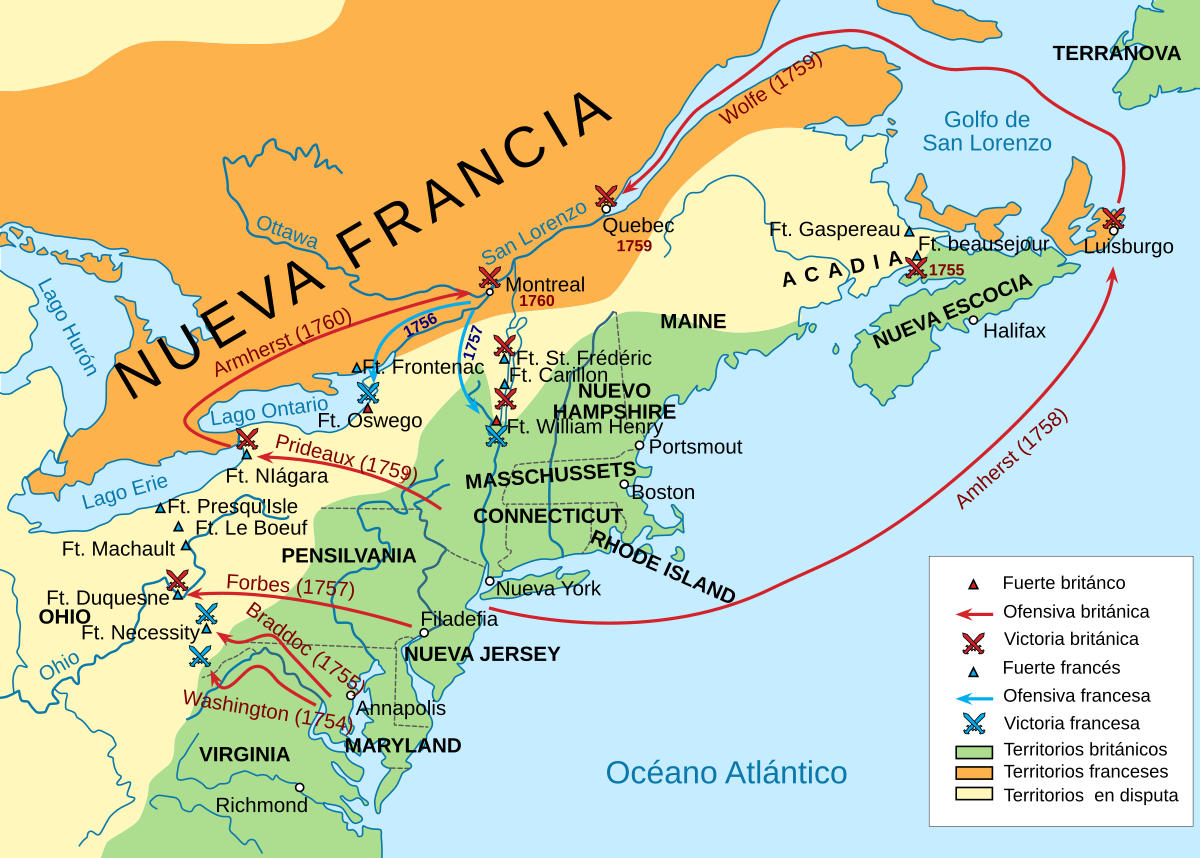 TERRANOVA
Wolfe (1759)
Golfo de
San Lorenzo
NUEVA FRANCIA
Ottawa
San Lorenzo
Quebec
1759
Ft. Gaspereau
Ft. beausejour
Luisburgo
ACADIA
1755
Lago Hurón
Montreal
1760
NUEVA ESCOCIA
Halifax
MAINE
Armherst (1760)
1756
1757
Ft. Frontenac
Ft. St. Frédéric
Ft. Carillon
NUEVO
HAMPSHIRE
Lago Ontario
Ft. Oswego
Ft. William Henry
Portsmout
Prideaux (1759)
Ft. NIágara
MASSCHUSSETS
Boston
Amherst (1758)
Lago Erie
Ft. Presqu'Isle
Ft. Le Boeuf
CONNECTICUT
RHODE ISLAND
Ft. Machault
PENSILVANIA
Forbes (1757)
Nueva York
Ft. Duquesne
OHIO
Ft. Necessity
Braddoc (1755)
Filadefia
Ohio
NUEVA JERSEY
Washington (1754)
Annapolis
MARYLAND
VIRGINIA
Richmond
Océano Atlántico
Fuerte británco
Ofensiva británica
Victoria británica
Fuerte francés
Ofensiva francesa
Victoria francesa
Territorios británicos
Territorios franceses
Territorios en disputa